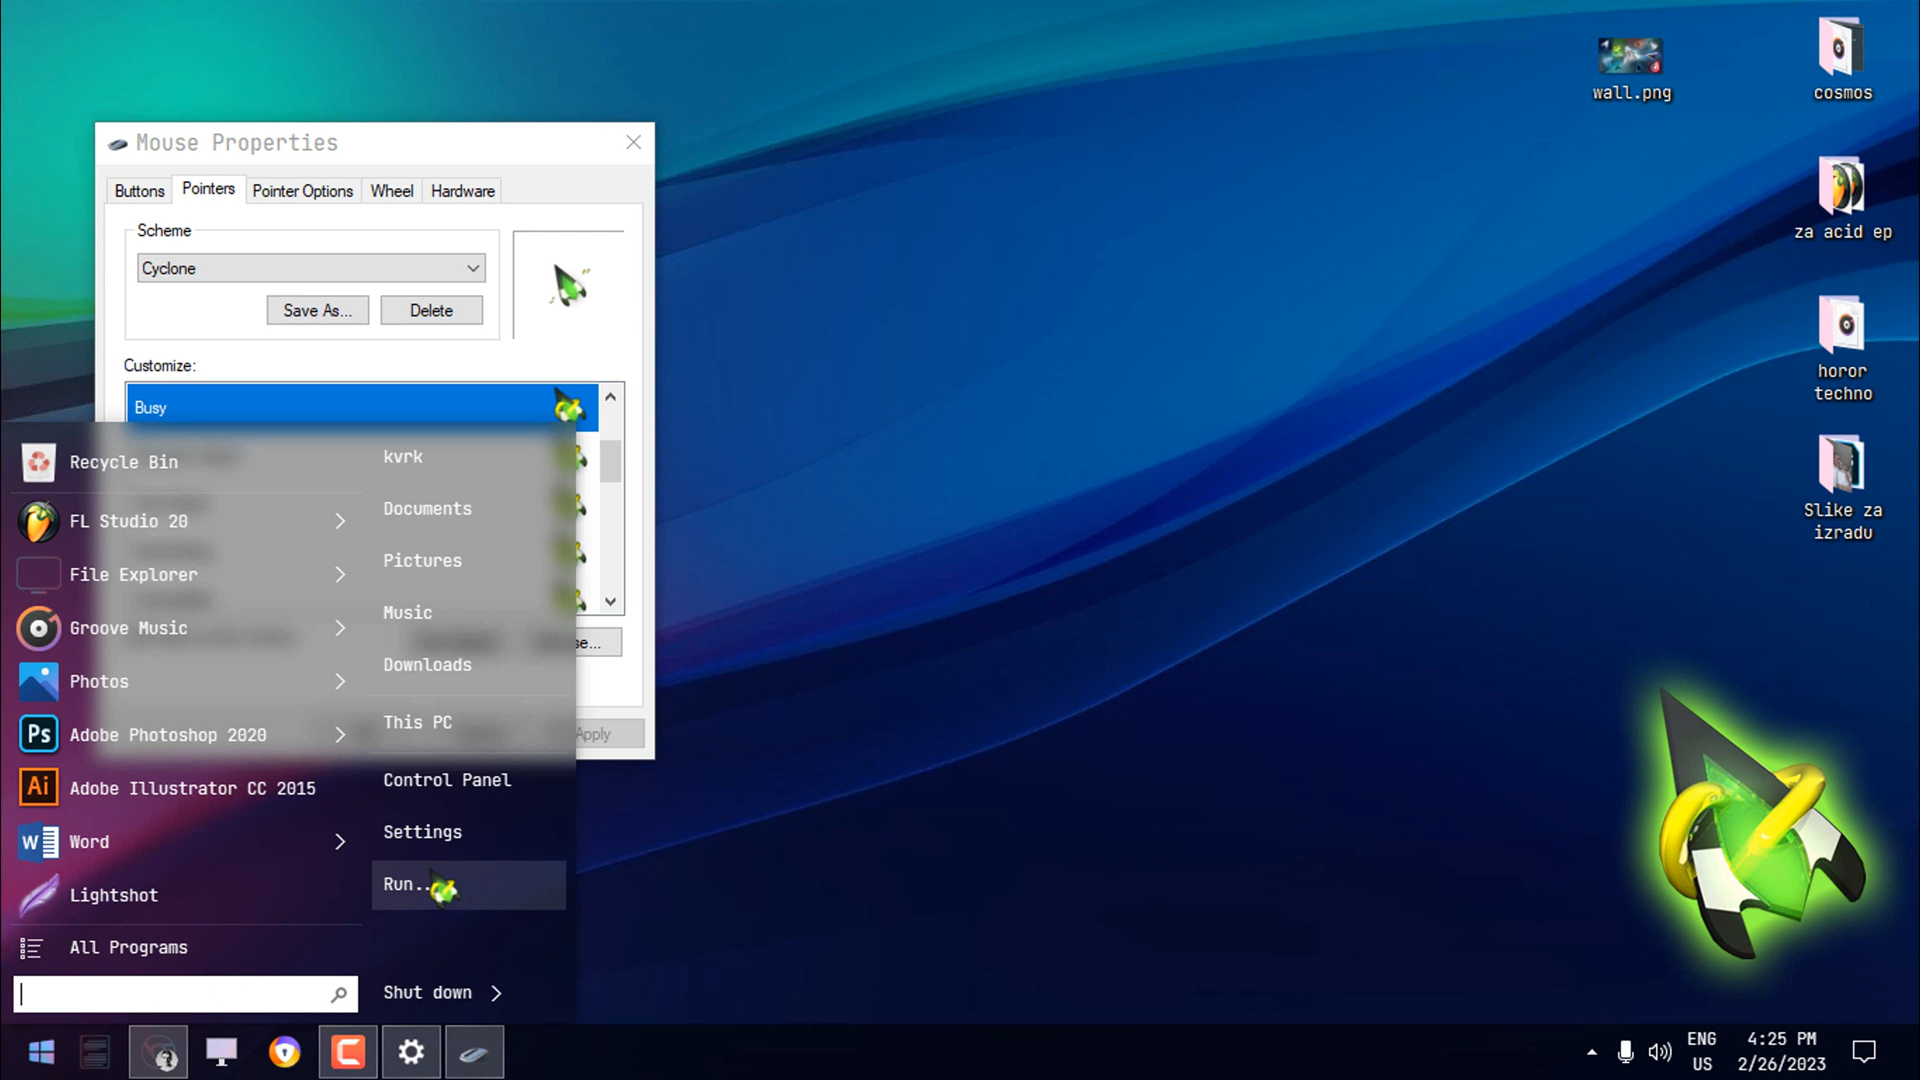 wall.png
cosmos
za acid ep
horor
techno
Slike za
izradu
Mouse Properties
Buttons
Pointers
Pointer Options
Wheel
Hardware
Scheme
Cyclone
Save As...
Delete
Customize:
Busy
se...
Apply
Recycle Bin
FL Studio 20
File Explorer
Groove Music
Photos
Ps Adobe Photoshop 2020
Ai Adobe Illustrator CC 2015
W Word
Lightshot
All Programs
kvrk
Documents
Pictures
Music
Downloads
This PC
Control Panel
Settings
Run..
Shut down
ENG
US
4:25 PM
2/26/2023